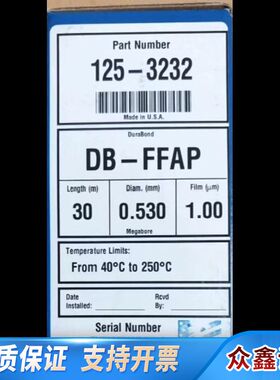 Part Number
125-3232
Made in U.S.A.
DuraBond
DB-FFAP
Length (m)
Diam. (mm)
Film (µm)
30
0.530
1.00
Megabore
Temperature Limits:
From 40°C to 250°C
Date
Installed:
Rcvd
By:
Serial Number
质保证 支持开票
众鑫